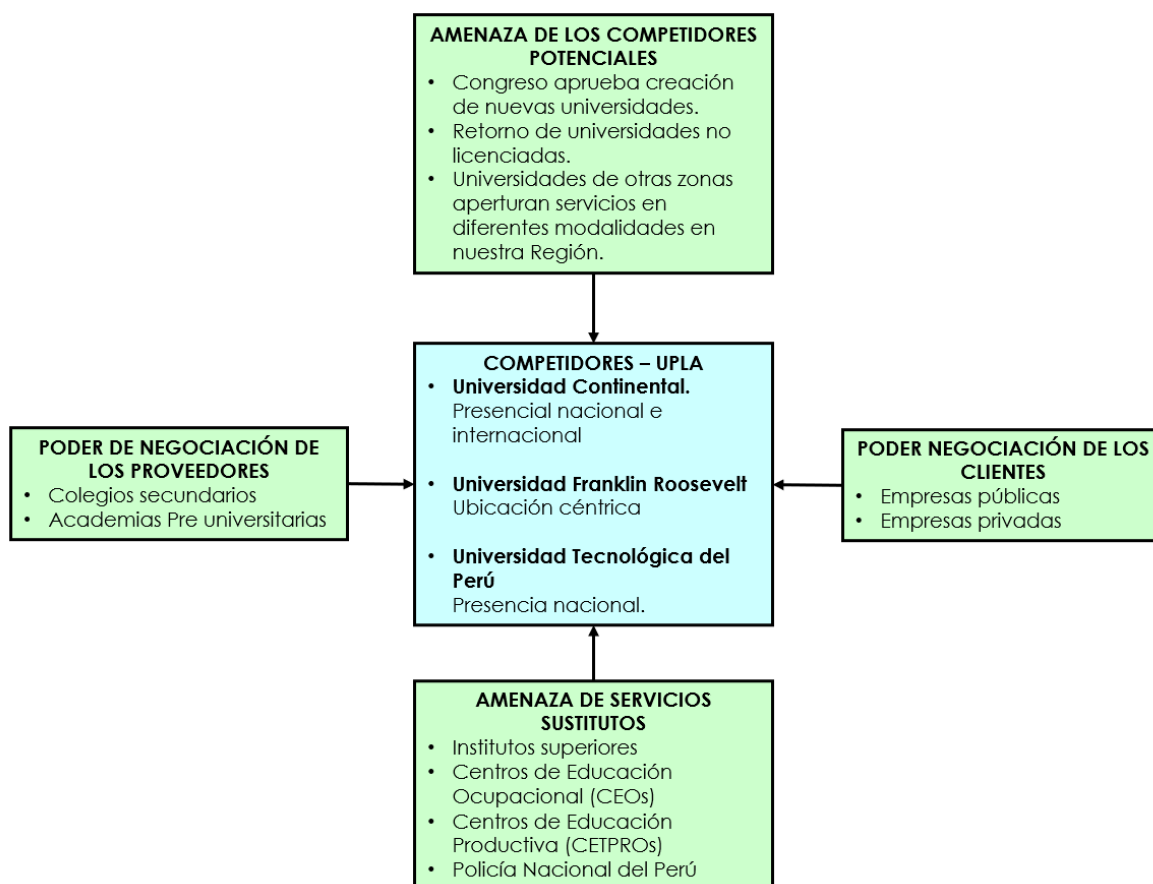 AMENAZA DE LOS COMPETIDORES
POTENCIALES
• Congreso aprueba creación
de nuevas universidades.
• Retorno de universidades no
licenciadas.
• Universidades de otras zonas
aperturan servicios en
diferentes modalidades en
nuestra Región.
COMPETIDORES – UPLA
• Universidad Continental.
Presencial nacional e
internacional
• Universidad Franklin Roosevelt
Ubicación céntrica
• Universidad Tecnológica del
Perú
Presencia nacional.
PODER DE NEGOCIACIÓN DE
LOS PROVEEDORES
• Colegios secundarios
• Academias Pre universitarias
PODER NEGOCIACIÓN DE LOS
CLIENTES
• Empresas públicas
• Empresas privadas
AMENAZA DE SERVICIOS
SUSTITUTOS
• Institutos superiores
• Centros de Educación
Ocupacional (CEOs)
• Centros de Educación
Productiva (CETPROs)
• Policía Nacional del Perú